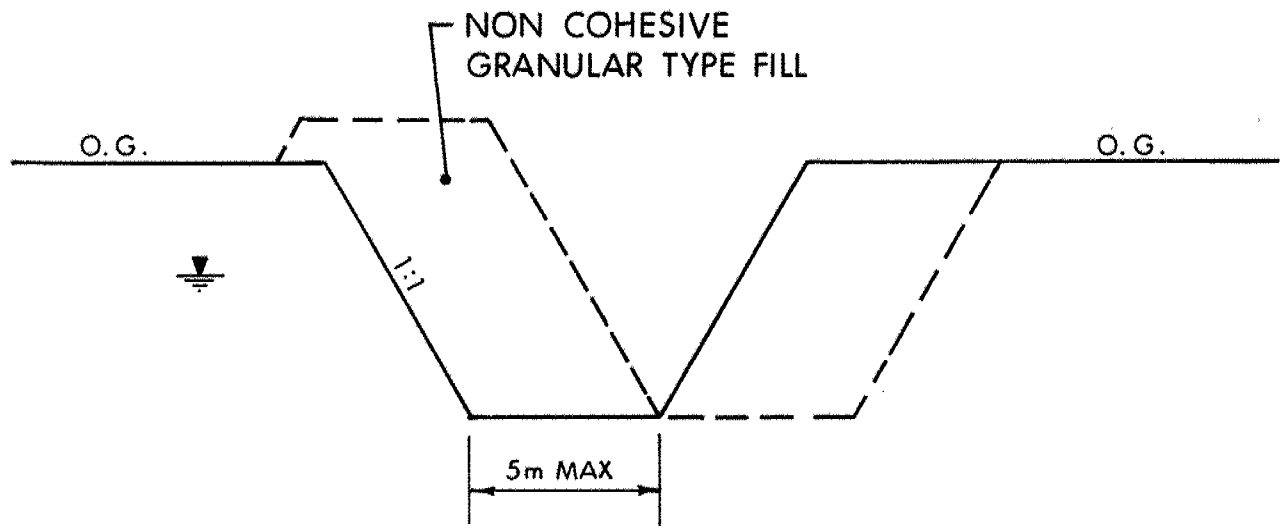 NON COHESIVE
GRANULAR TYPE FILL
O.G.
O.G.
1:1
5m MAX